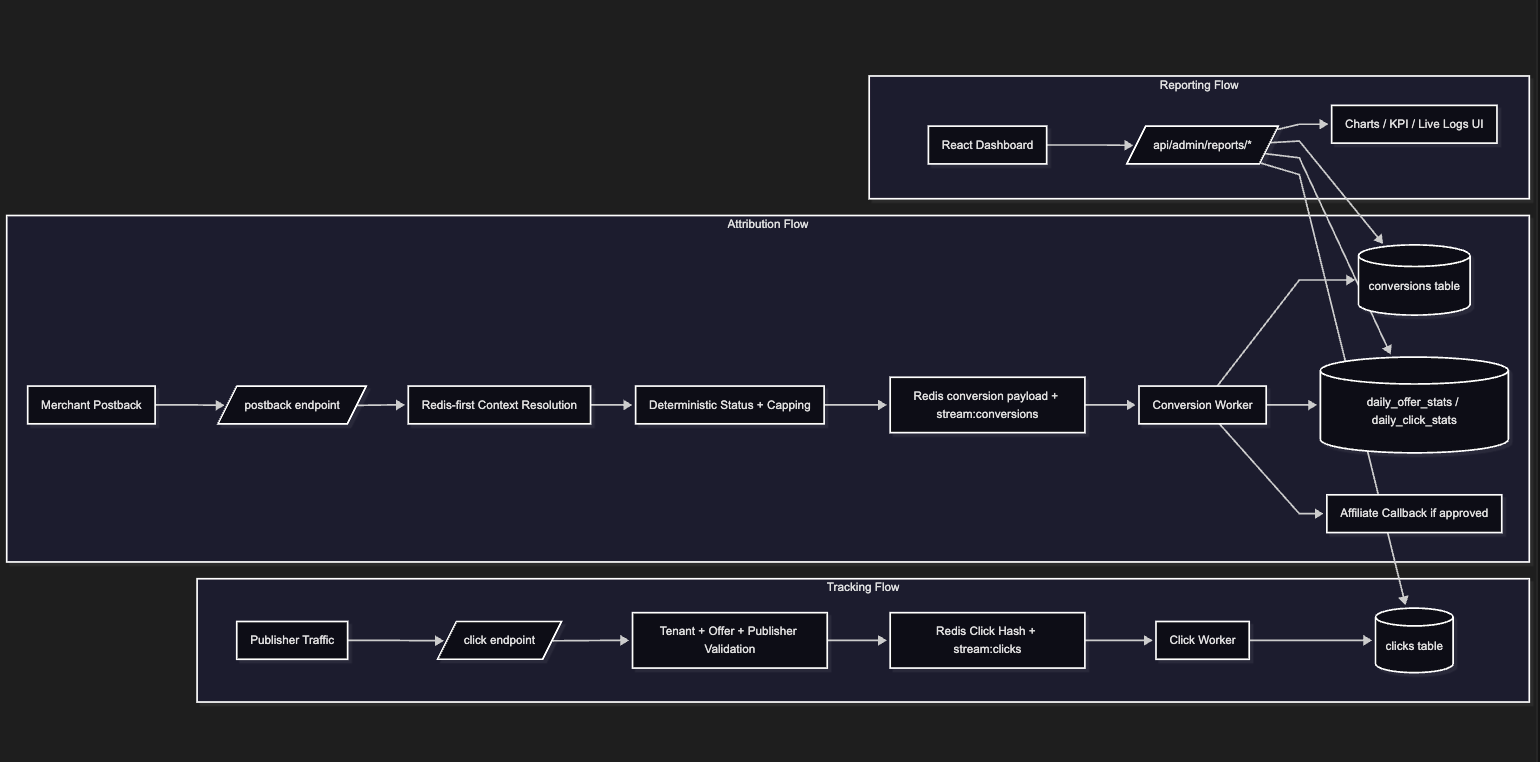 Reporting Flow
React Dashboard
api/admin/reports/*
Charts / KPI / Live Logs UI
Attribution Flow
Merchant Postback
postback endpoint
Redis-first Context Resolution
Deterministic Status + Capping
Redis conversion payload +
stream:conversions
Conversion Worker
conversions table
daily_offer_stats /
daily_click_stats
Affiliate Callback if approved
Tracking Flow
Publisher Traffic
click endpoint
Tenant + Offer + Publisher
Validation
Redis Click Hash +
stream:clicks
Click Worker
clicks table